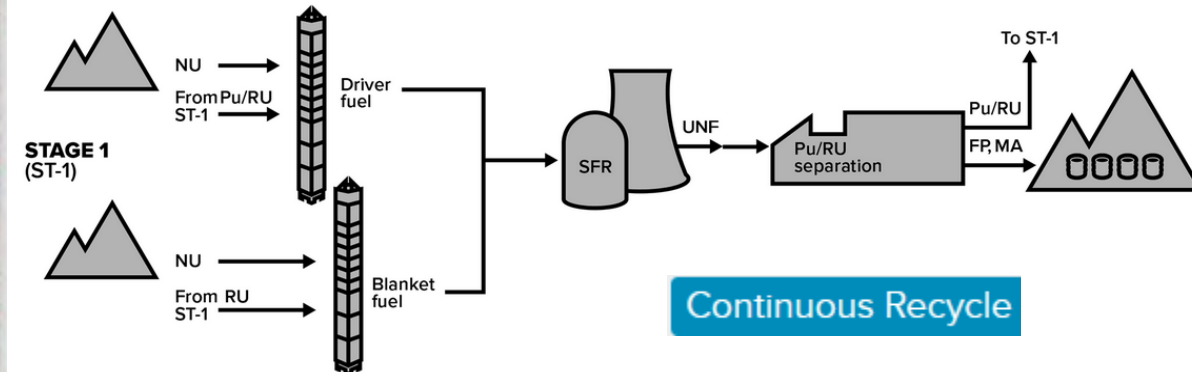 To ST-1
NU
From Pu/RU
ST-1
Driver
fuel
STAGE 1
(ST-1)
UNF
SFR
Pu/RU
separation
Pu/RU
FP, MA
NU
From RU
ST-1
Blanket
fuel
Continuous Recycle